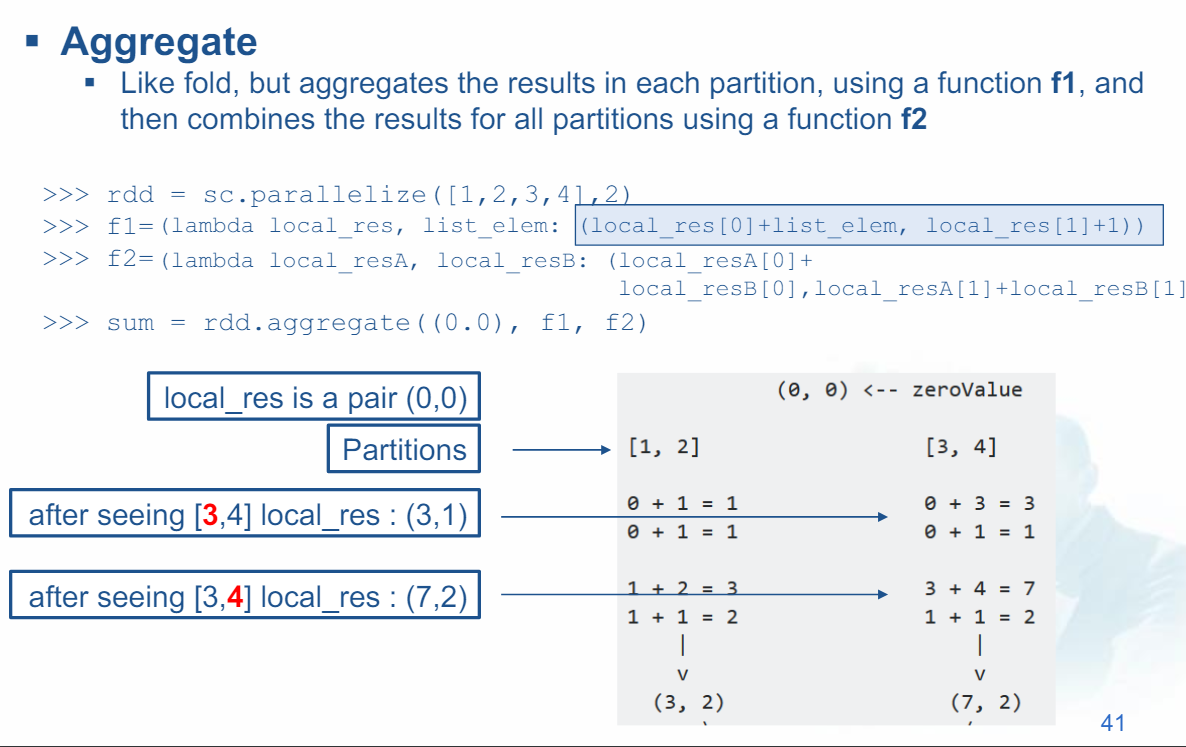 ▪ Aggregate
▪ Like fold, but aggregates the results in each partition, using a function f1, and
then combines the results for all partitions using a function f2
>>> rdd = sc.parallelize([1,2,3,4],2)
>>> f1=(lambda local_res, list_elem: (local_res[0]+list_elem, local_res[1]+1))
>>> f2=(lambda local_resA, local_resB: (local_resA[0]+
local_resB[0],local_resA[1]+local_resB[1]
>>> sum = rdd.aggregate((0.0), f1, f2)
local_res is a pair (0,0)
(0, 0) <-- zeroValue
Partitions
[1, 2] [3, 4]
after seeing [3,4] local_res : (3,1)
0 + 1 = 1 0 + 3 = 3
0 + 1 = 1 0 + 1 = 1
after seeing [3,4] local_res : (7,2)
1 + 2 = 3 3 + 4 = 7
1 + 1 = 2 1 + 1 = 2
| |
v v
(3, 2) (7, 2)
41